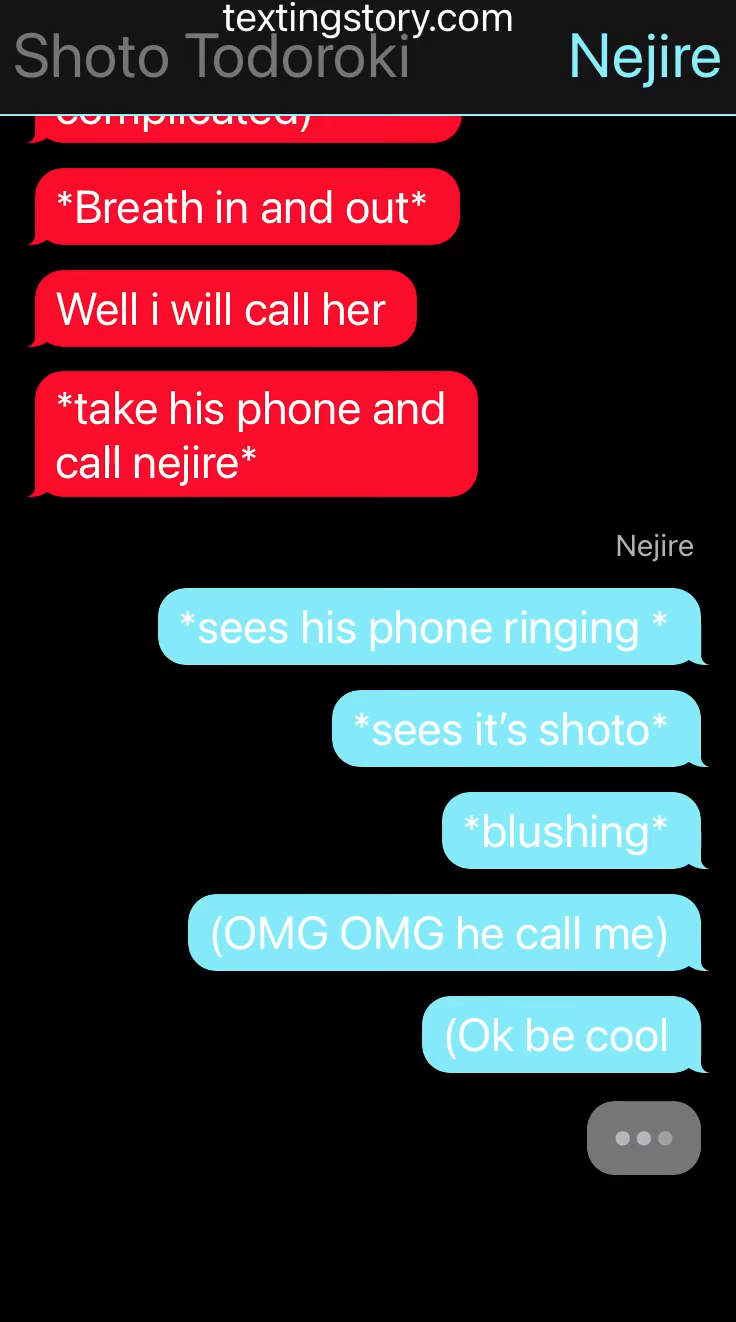 textingstory.com
Shoto Todoroki
Nejire
complicated)
*Breath in and out*
Well i will call her
*take his phone and
call nejire*
Nejire
*sees his phone ringing *
*sees it’s shoto*
*blushing*
(OMG OMG he call me)
(Ok be cool